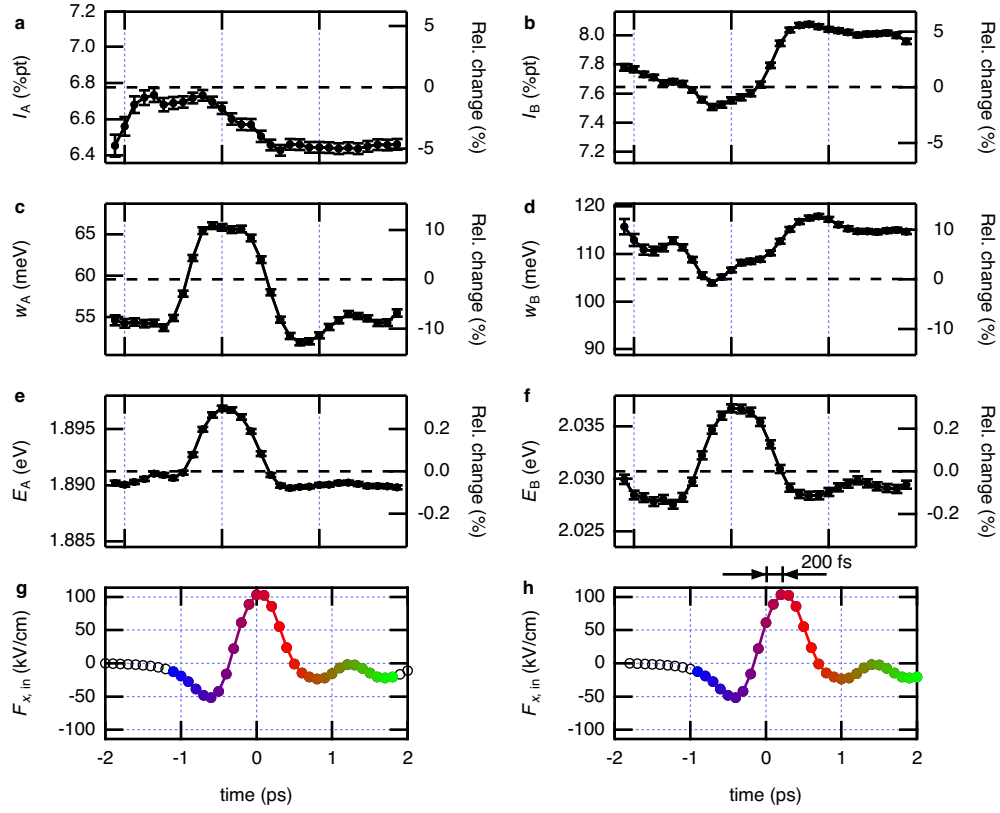 a
7.2
7.0
6.8
6.6
6.4
I_A (%pt)
5
0
-5
Rel. change (%)
b
8.0
7.8
7.6
7.4
7.2
I_B (%pt)
5
0
-5
Rel. change (%)
c
65
60
55
w_A (meV)
10
0
-10
Rel. change (%)
d
120
110
100
90
w_B (meV)
10
0
-10
Rel. change (%)
e
1.895
1.890
1.885
E_A (eV)
0.2
0.0
-0.2
Rel. change (%)
f
2.035
2.030
2.025
E_B (eV)
0.2
0.0
-0.2
Rel. change (%)
g
100
50
0
-50
-100
F_x, in (kV/cm)
-2 -1 0 1 2
time (ps)
200 fs
h
100
50
0
-50
-100
F_x, in (kV/cm)
-2 -1 0 1 2
time (ps)